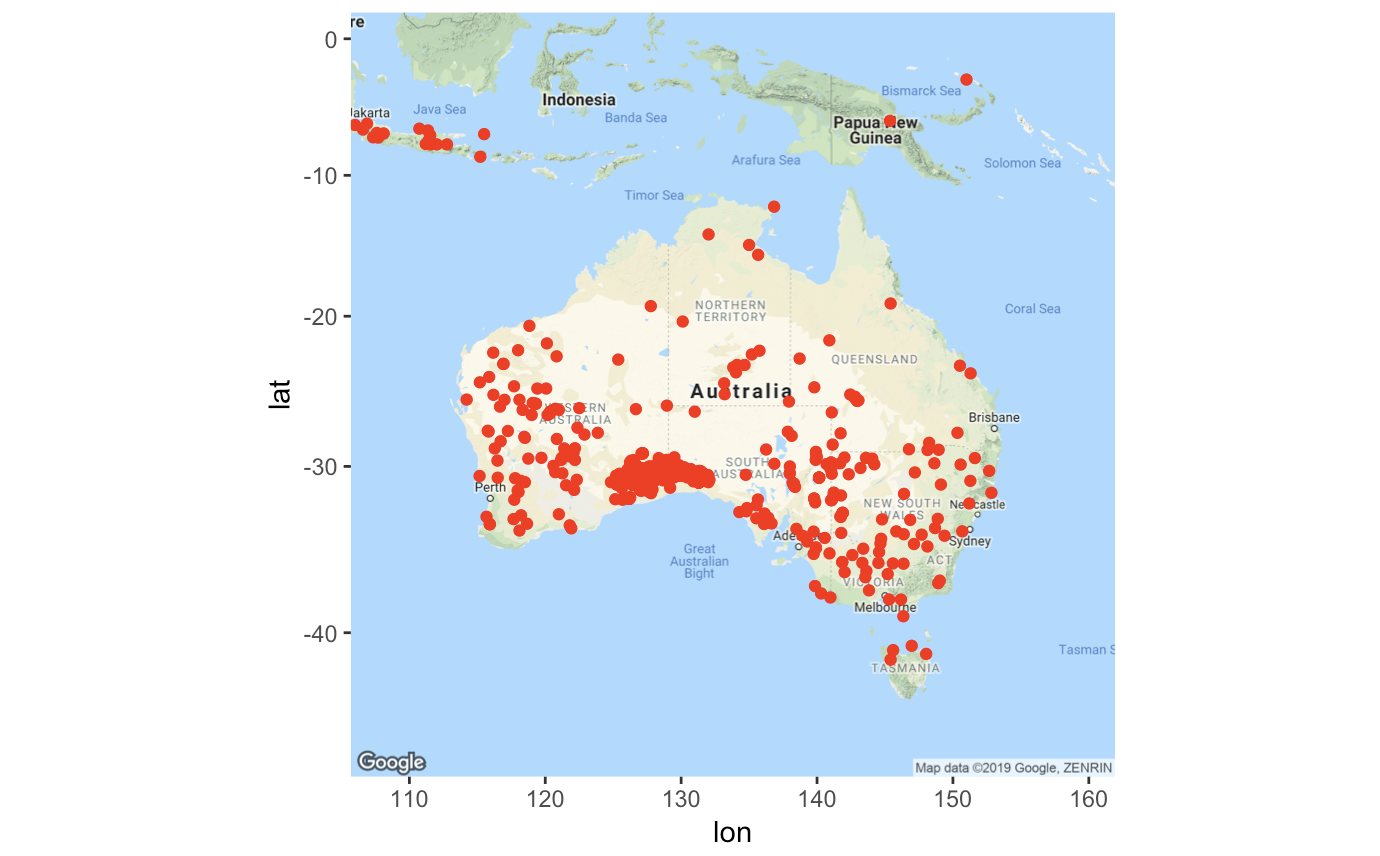 re
0
Bismarck Sea
Indonesia
Jakarta
Java Sea
Banda Sea
Papua New
Guinea
Arafura Sea
Solomon Sea
-10
Timor Sea
NORTHERN
TERRITORY
Coral Sea
-20
QUEENSLAND
Australia
WESTERN
AUSTRALIA
Brisbane
-30
SOUTH
AUSTRALIA
Perth
NEW SOUTH
WALES
Newcastle
Adelaide
Sydney
Great
Australian
Bight
ACT
VICTORIA
Melbourne
-40
Tasman S
TASMANIA
Google
Map data ©2019 Google, ZENRIN
110
120
130
140
150
160
lon
lat